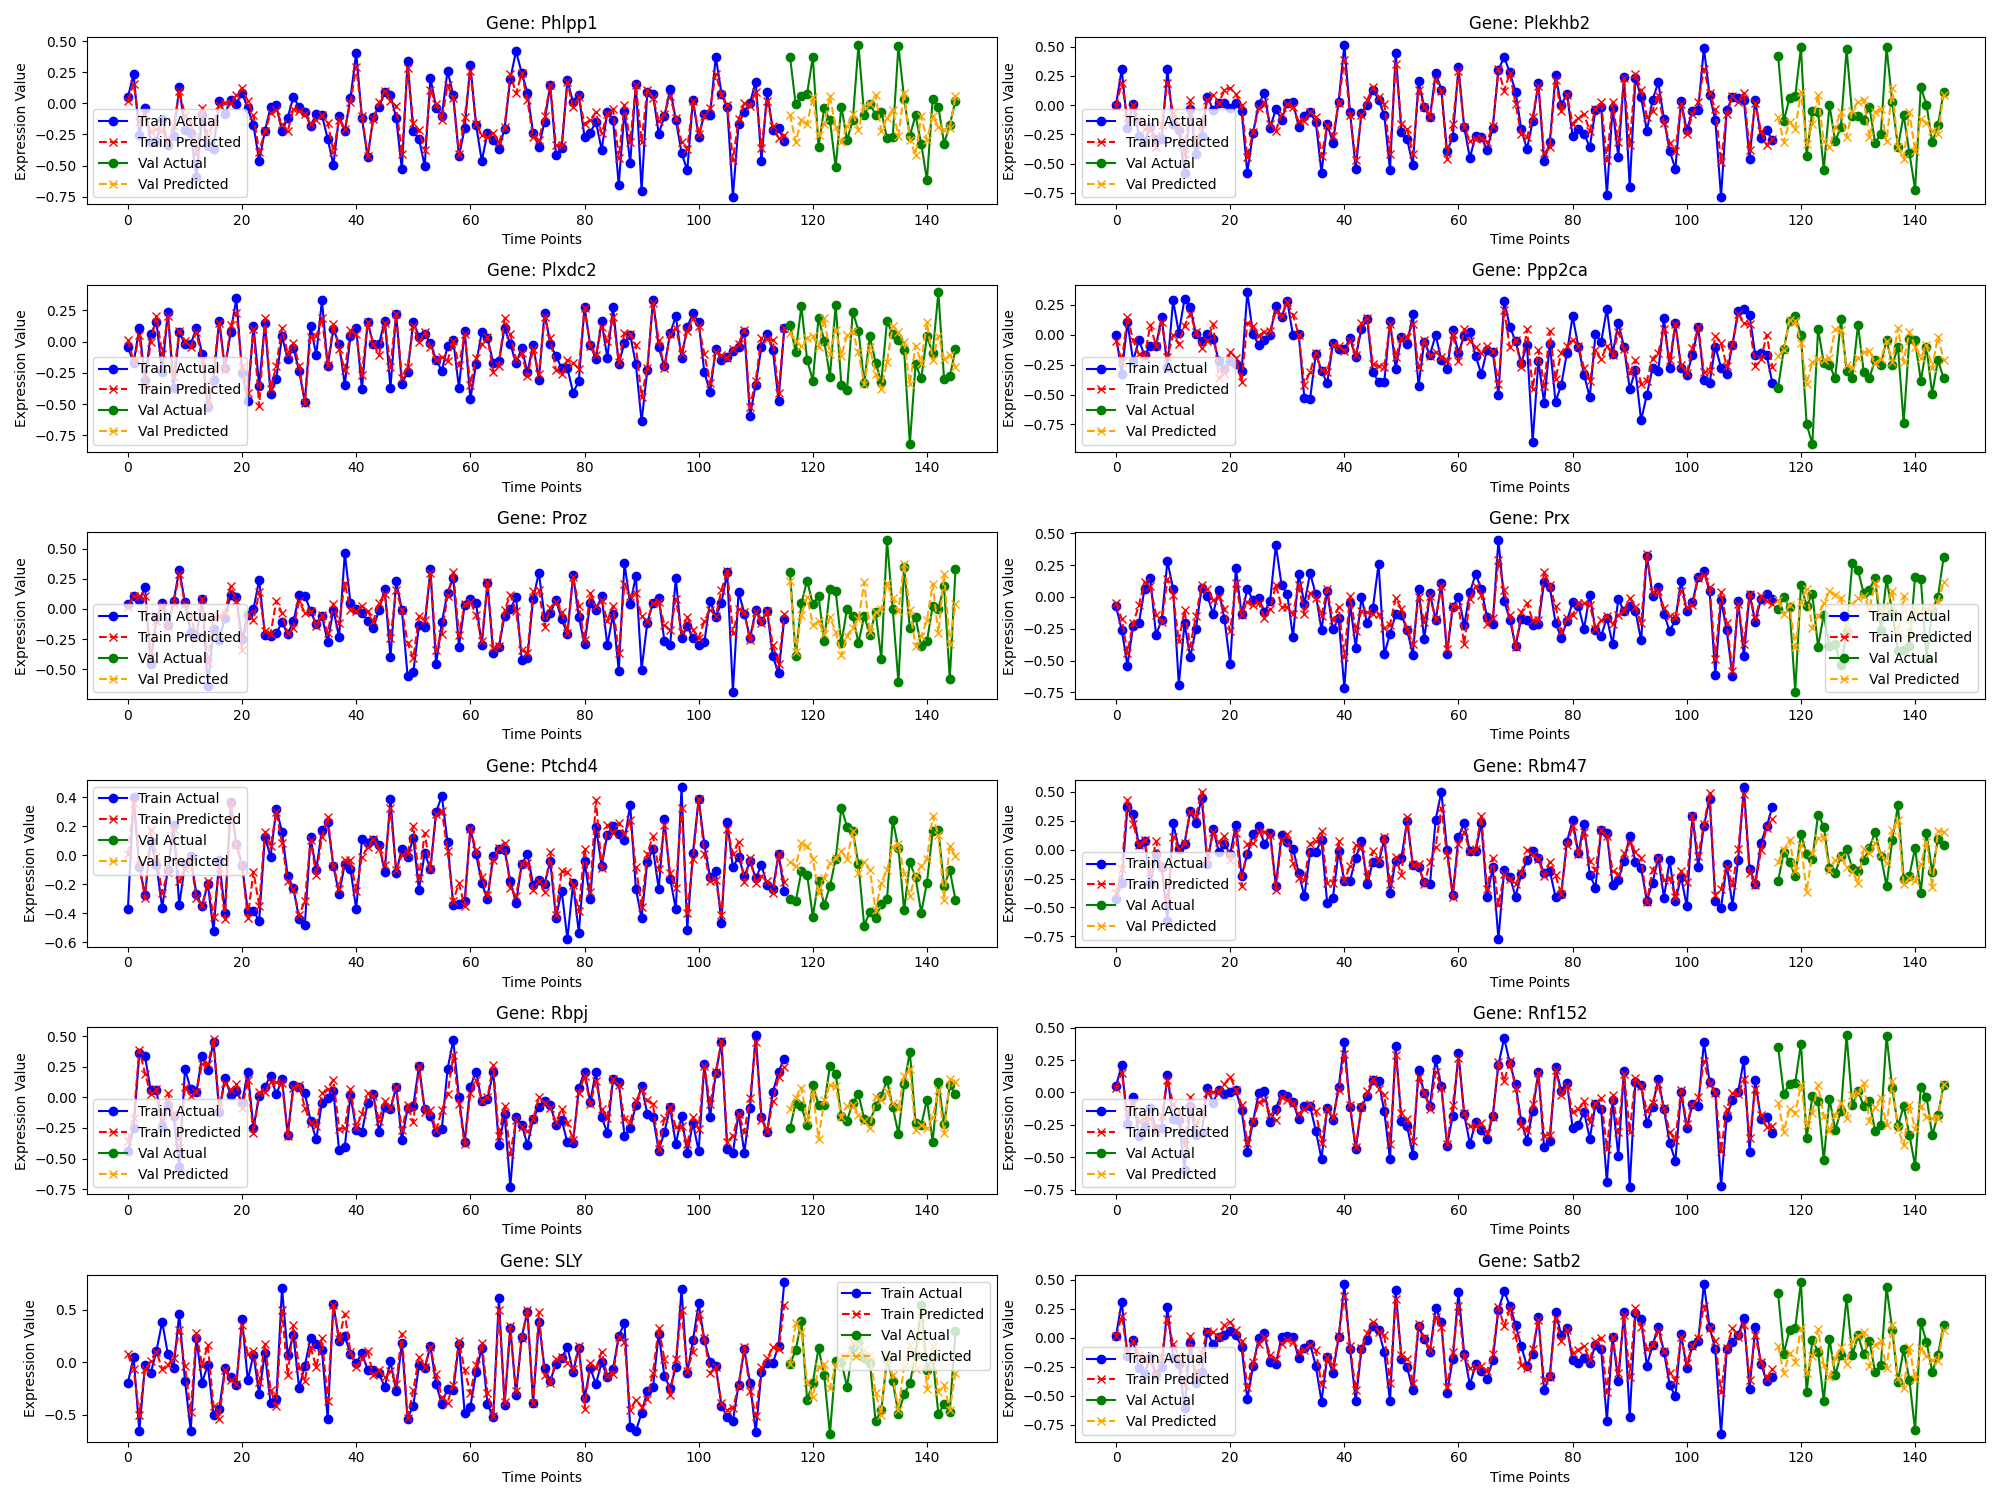 Gene: Phlpp1
Expression Value
0.50
0.25
0.00
−0.25
−0.50
−0.75
Train Actual
Train Predicted
Val Actual
Val Predicted
0 20 40 60 80 100 120 140
Time Points
Gene: Plekhb2
Expression Value
0.50
0.25
0.00
−0.25
−0.50
−0.75
Train Actual
Train Predicted
Val Actual
Val Predicted
0 20 40 60 80 100 120 140
Time Points
Gene: Plxdc2
Expression Value
0.25
0.00
−0.25
−0.50
−0.75
Train Actual
Train Predicted
Val Actual
Val Predicted
0 20 40 60 80 100 120 140
Time Points
Gene: Ppp2ca
Expression Value
0.25
0.00
−0.25
−0.50
−0.75
Train Actual
Train Predicted
Val Actual
Val Predicted
0 20 40 60 80 100 120 140
Time Points
Gene: Proz
Expression Value
0.50
0.25
0.00
−0.25
−0.50
Train Actual
Train Predicted
Val Actual
Val Predicted
0 20 40 60 80 100 120 140
Time Points
Gene: Prx
Expression Value
0.50
0.25
0.00
−0.25
−0.50
−0.75
Train Actual
Train Predicted
Val Actual
Val Predicted
0 20 40 60 80 100 120 140
Time Points
Gene: Ptchd4
Expression Value
0.4
0.2
0.0
−0.2
−0.4
−0.6
Train Actual
Train Predicted
Val Actual
Val Predicted
0 20 40 60 80 100 120 140
Time Points
Gene: Rbm47
Expression Value
0.50
0.25
0.00
−0.25
−0.50
−0.75
Train Actual
Train Predicted
Val Actual
Val Predicted
0 20 40 60 80 100 120 140
Time Points
Gene: Rbpj
Expression Value
0.50
0.25
0.00
−0.25
−0.50
−0.75
Train Actual
Train Predicted
Val Actual
Val Predicted
0 20 40 60 80 100 120 140
Time Points
Gene: Rnf152
Expression Value
0.50
0.25
0.00
−0.25
−0.50
−0.75
Train Actual
Train Predicted
Val Actual
Val Predicted
0 20 40 60 80 100 120 140
Time Points
Gene: SLY
Expression Value
0.5
0.0
−0.5
Train Actual
Train Predicted
Val Actual
Val Predicted
0 20 40 60 80 100 120 140
Time Points
Gene: Satb2
Expression Value
0.50
0.25
0.00
−0.25
−0.50
−0.75
Train Actual
Train Predicted
Val Actual
Val Predicted
0 20 40 60 80 100 120 140
Time Points